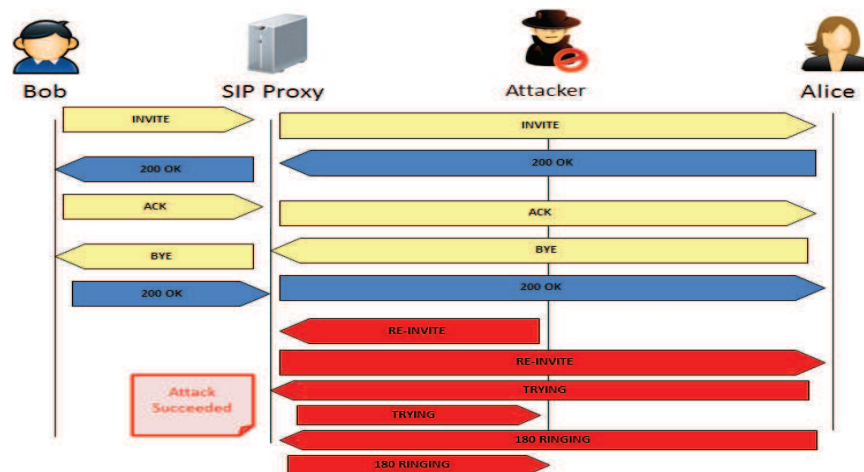 Bob
SIP Proxy
Attacker
Alice
INVITE
INVITE
200 OK
200 OK
ACK
ACK
BYE
BYE
200 OK
200 OK
RE-INVITE
RE-INVITE
Attack
Succeeded
TRYING
TRYING
180 RINGING
180 RINGING